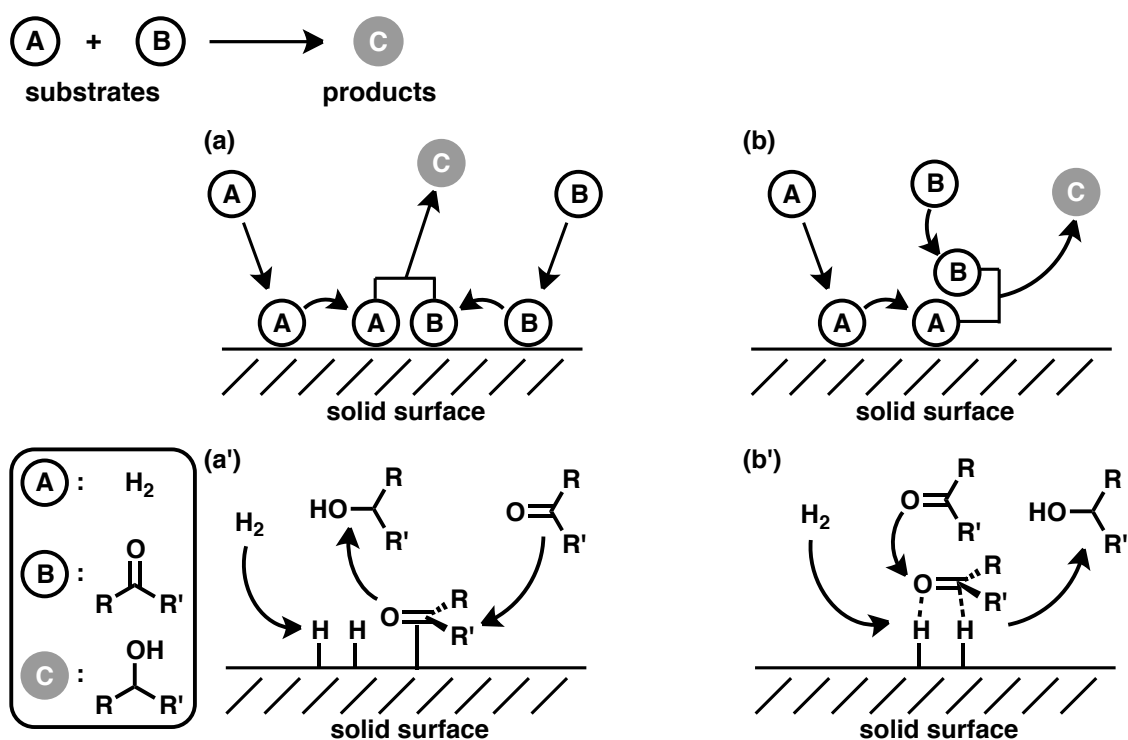 A + B C
substrates products
(a)
A C B
A A B B
solid surface
(b)
A B C
B
A A
solid surface
A : H2
B : O
R R'
C : OH
R R'
(a')
H2 HO R R' O R R'
H H O R R'
solid surface
(b')
H2 O R R' HO R R'
O R R'
H H
solid surface